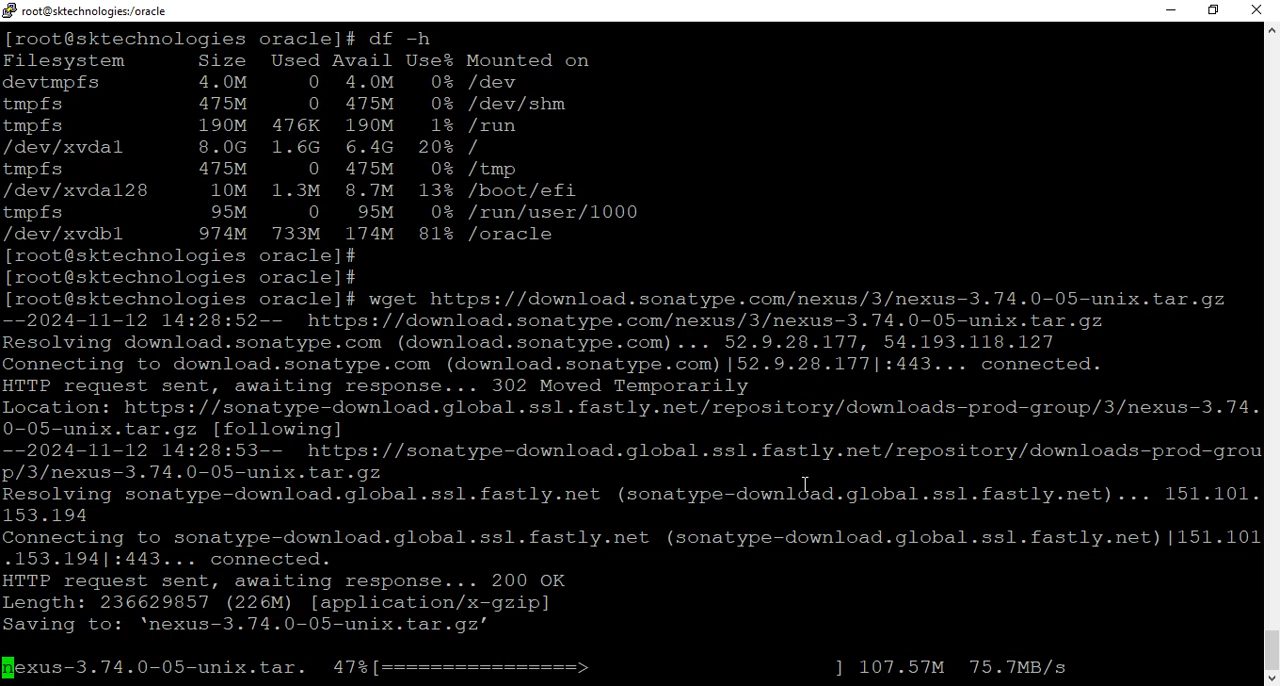 root@sktechnologies:/oracle
[root@sktechnologies oracle]# df -h
Filesystem      Size  Used Avail Use% Mounted on
devtmpfs        4.0M     0  4.0M   0% /dev
tmpfs           475M     0  475M   0% /dev/shm
tmpfs           190M  476K  190M   1% /run
/dev/xvda1      8.0G  1.6G  6.4G  20% /
tmpfs           475M     0  475M   0% /tmp
/dev/xvda128     10M  1.3M  8.7M  13% /boot/efi
tmpfs            95M     0   95M   0% /run/user/1000
/dev/xvdb1      974M  733M  174M  81% /oracle
[root@sktechnologies oracle]#
[root@sktechnologies oracle]#
[root@sktechnologies oracle]# wget https://download.sonatype.com/nexus/3/nexus-3.74.0-05-unix.tar.gz
--2024-11-12 14:28:52--  https://download.sonatype.com/nexus/3/nexus-3.74.0-05-unix.tar.gz
Resolving download.sonatype.com (download.sonatype.com)... 52.9.28.177, 54.193.118.127
Connecting to download.sonatype.com (download.sonatype.com)|52.9.28.177|:443... connected.
HTTP request sent, awaiting response... 302 Moved Temporarily
Location: https://sonatype-download.global.ssl.fastly.net/repository/downloads-prod-group/3/nexus-3.74.
0-05-unix.tar.gz [following]
--2024-11-12 14:28:53--  https://sonatype-download.global.ssl.fastly.net/repository/downloads-prod-grou
p/3/nexus-3.74.0-05-unix.tar.gz
Resolving sonatype-download.global.ssl.fastly.net (sonatype-download.global.ssl.fastly.net)... 151.101.
153.194
Connecting to sonatype-download.global.ssl.fastly.net (sonatype-download.global.ssl.fastly.net)|151.101
.153.194|:443... connected.
HTTP request sent, awaiting response... 200 OK
Length: 236629857 (226M) [application/x-gzip]
Saving to: ‘nexus-3.74.0-05-unix.tar.gz’
nexus-3.74.0-05-unix.tar.  47%[================>                    ] 107.57M  75.7MB/s